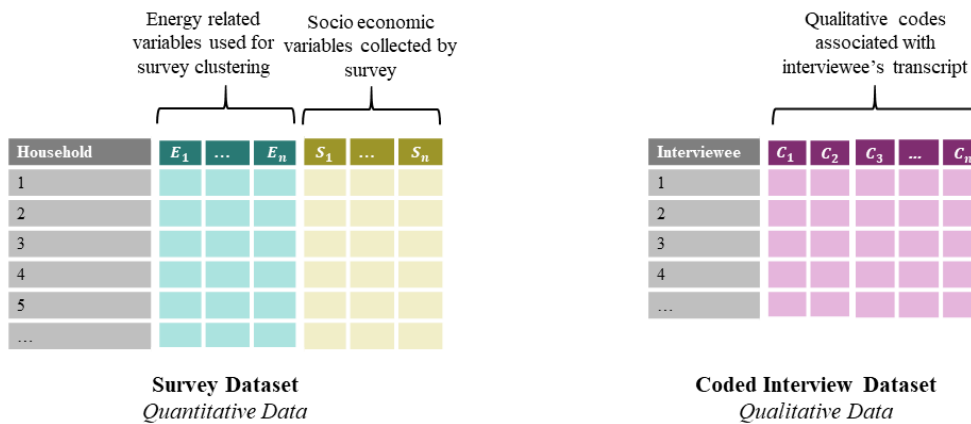 Energy related
variables used for
survey clustering
Socio economic
variables collected by
survey
Household E₁ ... Eₙ S₁ ... Sₙ
1
2
3
4
5
...
Survey Dataset
Quantitative Data
Qualitative codes
associated with
interviewee's transcript
Interviewee C₁ C₂ C₃ ... Cₙ
1
2
3
4
...
Coded Interview Dataset
Qualitative Data